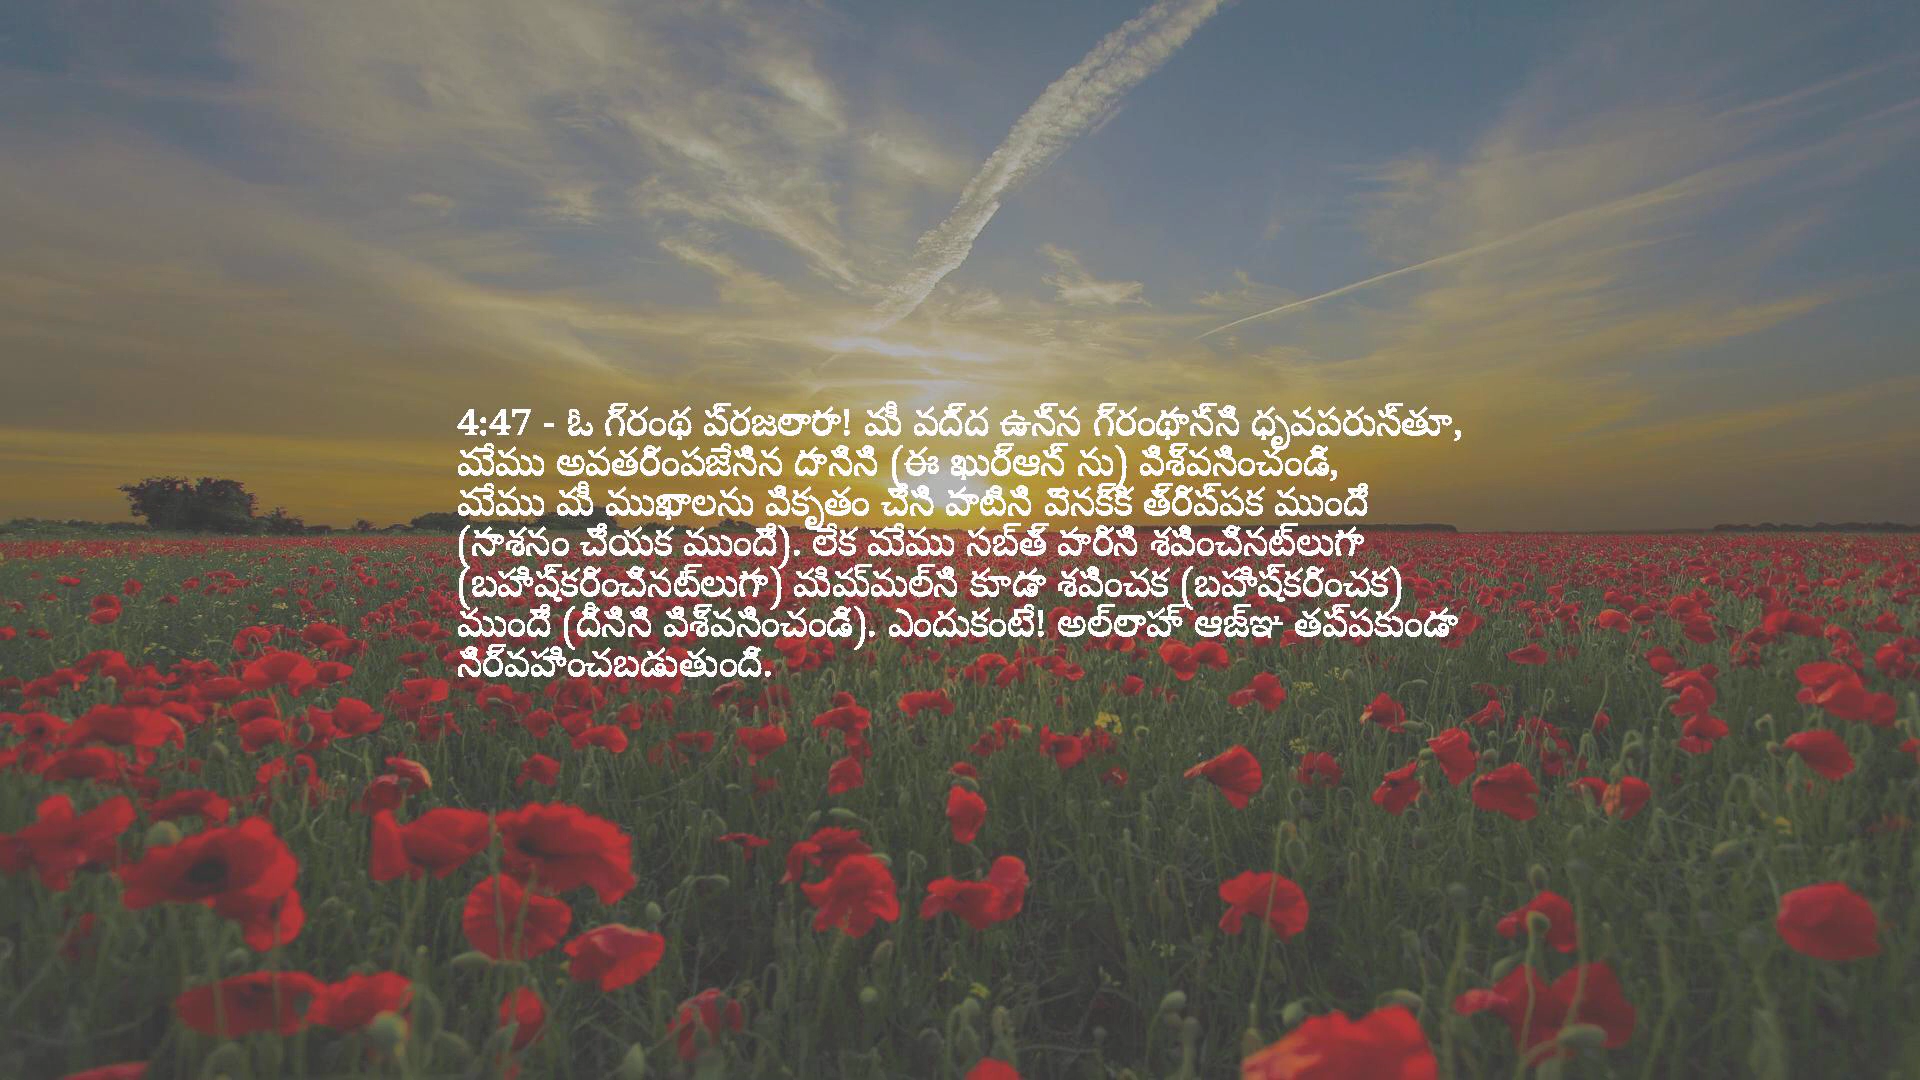 4:47 - ఓ గ్రంథ ప్రజలారా! మీ వద్ద ఉన్న గ్రంథాన్ని ధృవపరున్తూ,
మేము అవతరింపజేసిన దానిని (ఈ ఖుర్ఆన్ ను) విశ్వసించండి,
మేము మీ ముఖాలను వికృతం చేసి వాటిని వెనక్కి త్రిప్పక ముందే
(నాశనం చేయక ముందే). లేక మేము సబ్త్ వారిని శపించినట్లుగా
(బహిష్కరించినట్లుగా) మిమ్మల్ని కూడా శపించక (బహిష్కరించక)
ముందే (దీనిని విశ్వసించండి). ఎందుకంటే! అల్లాహ్ ఆజ్ఞ తప్పకుండా
నిర్వహించబడుతుంది.